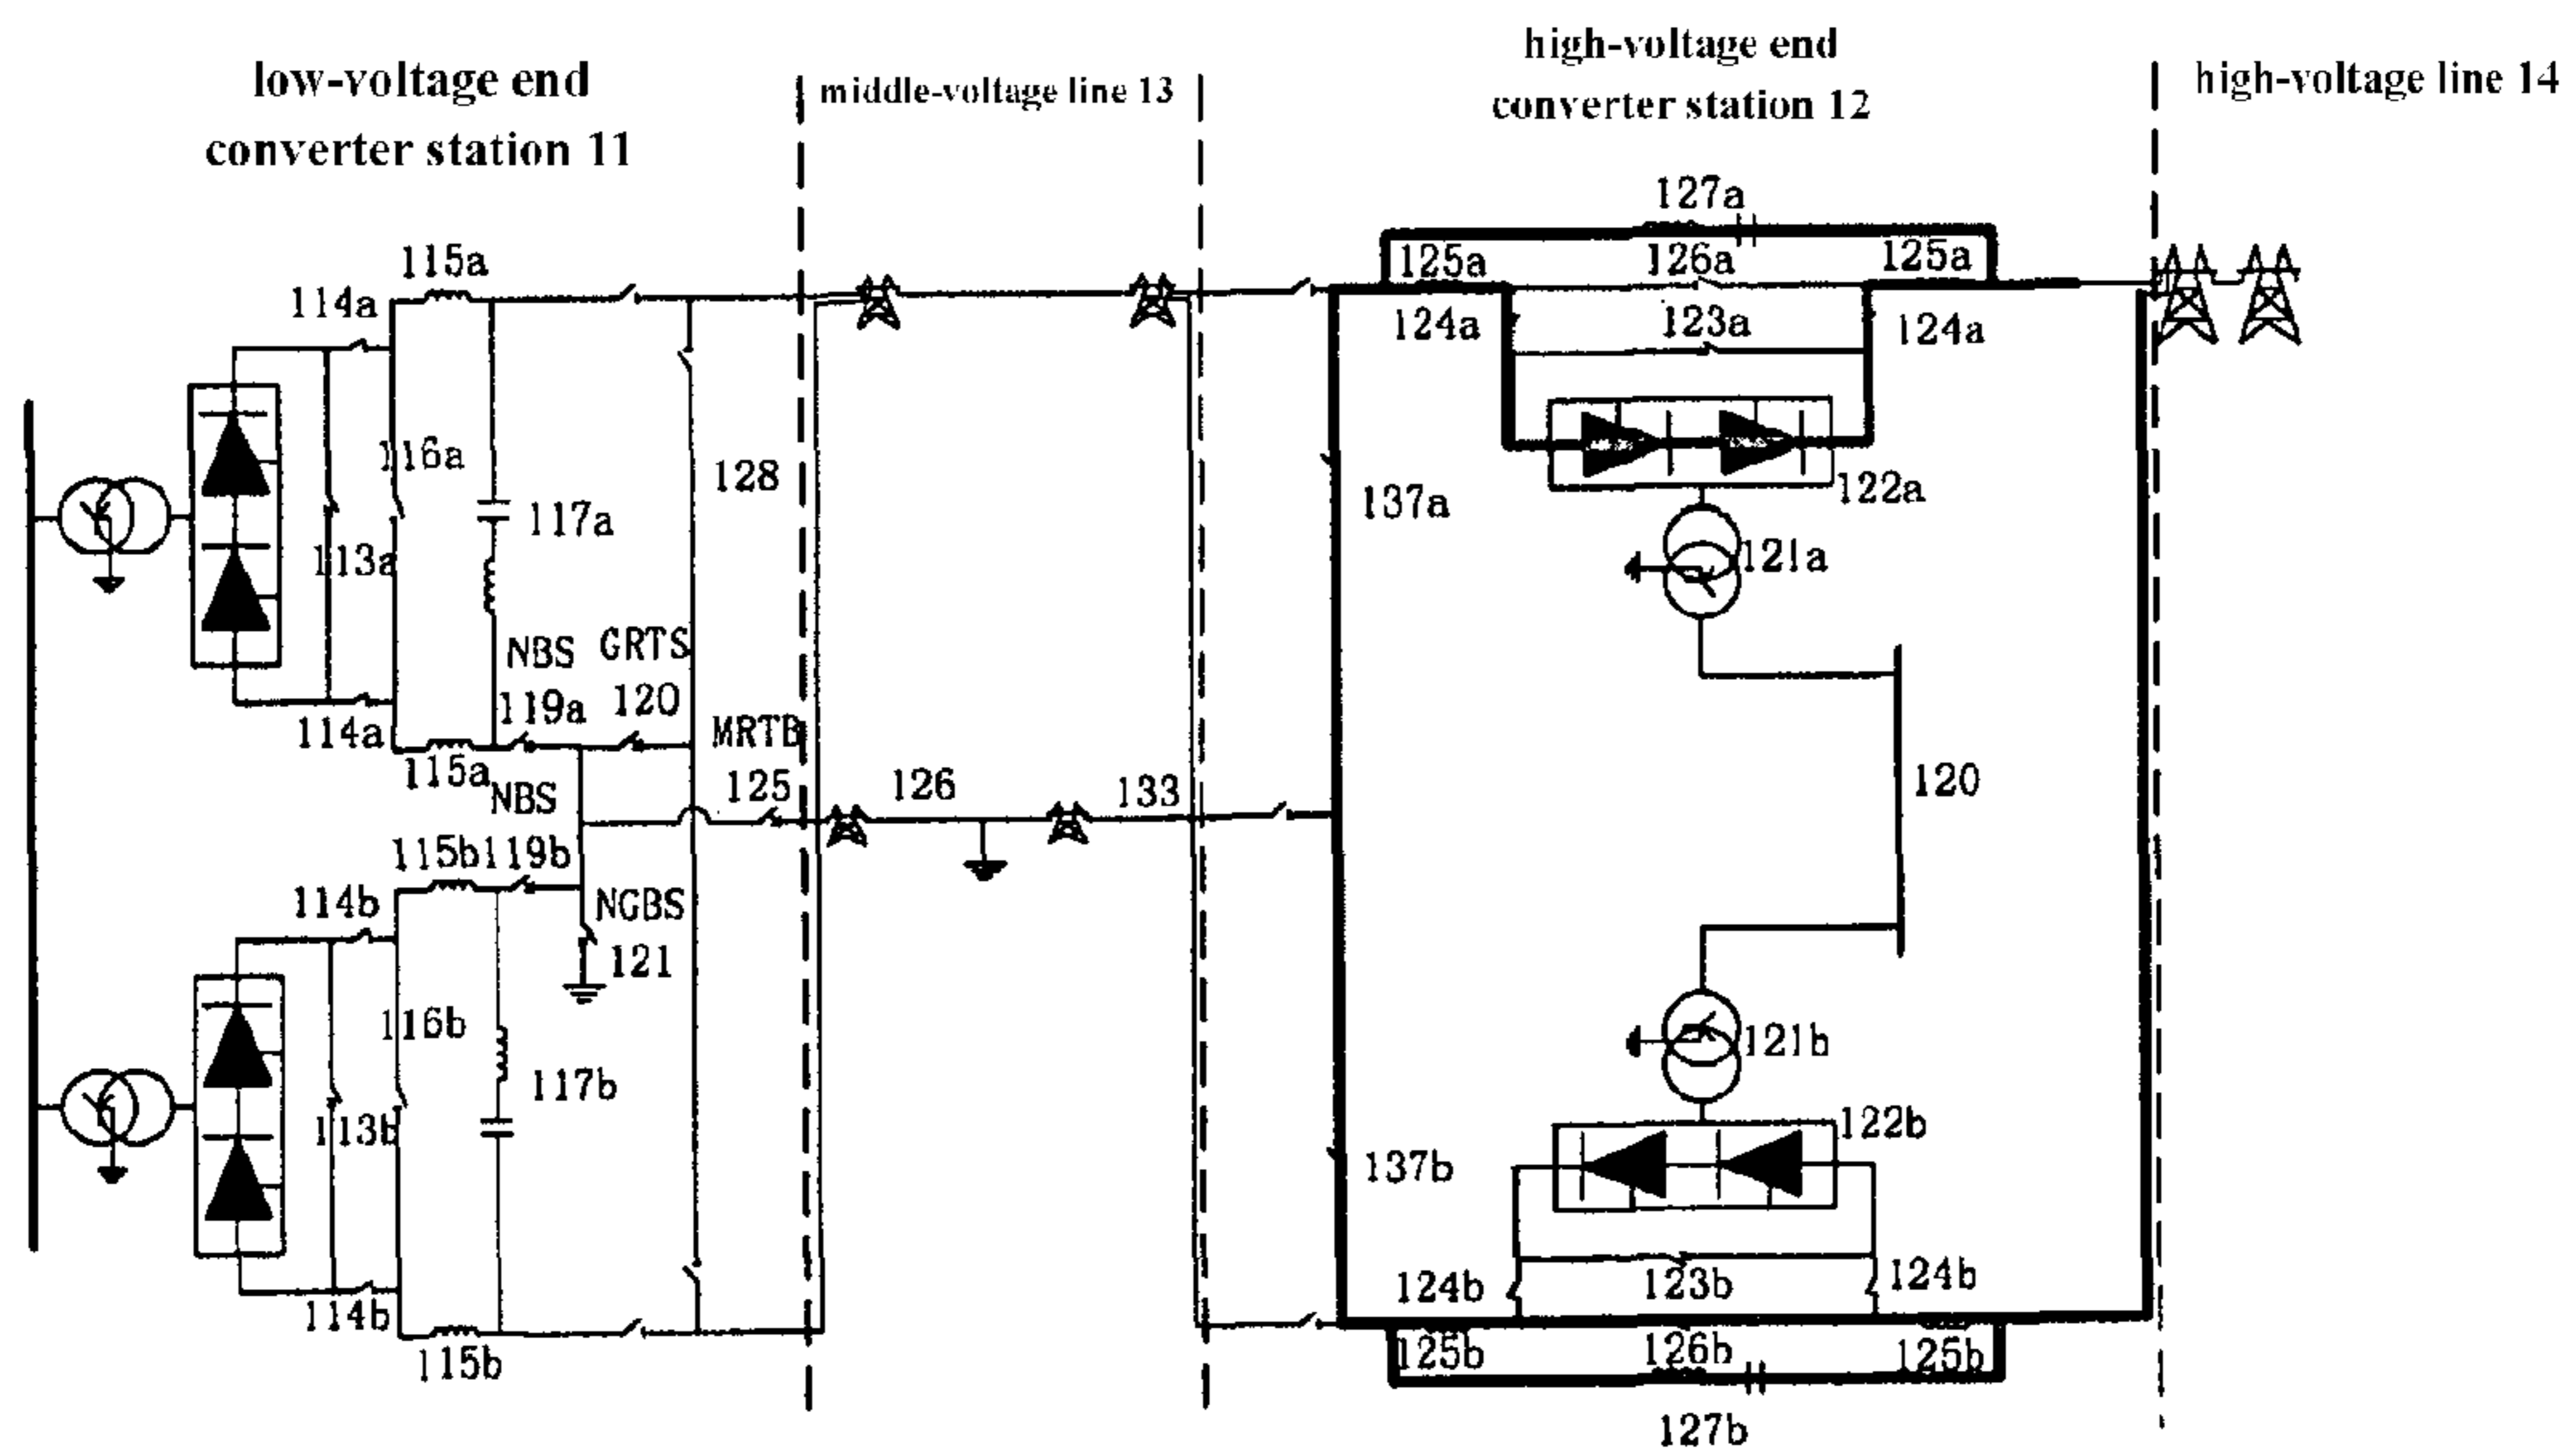 low-voltage end
converter station 11
middle-voltage line 13
high-voltage end
converter station 12
high-voltage line 14
127a
115a
125a
126a
125a
114a
124a
123a
124a
116a
128
122a
137a
117a
113a
121a
NBS
GRTS
119a
120
114a
MRTB
115a
125
126
133
120
NBS
115b
119b
114b
NGBS
121
116b
121b
117b
122b
113b
137b
124b
123b
124b
114b
115b
125b
126b
125b
127b